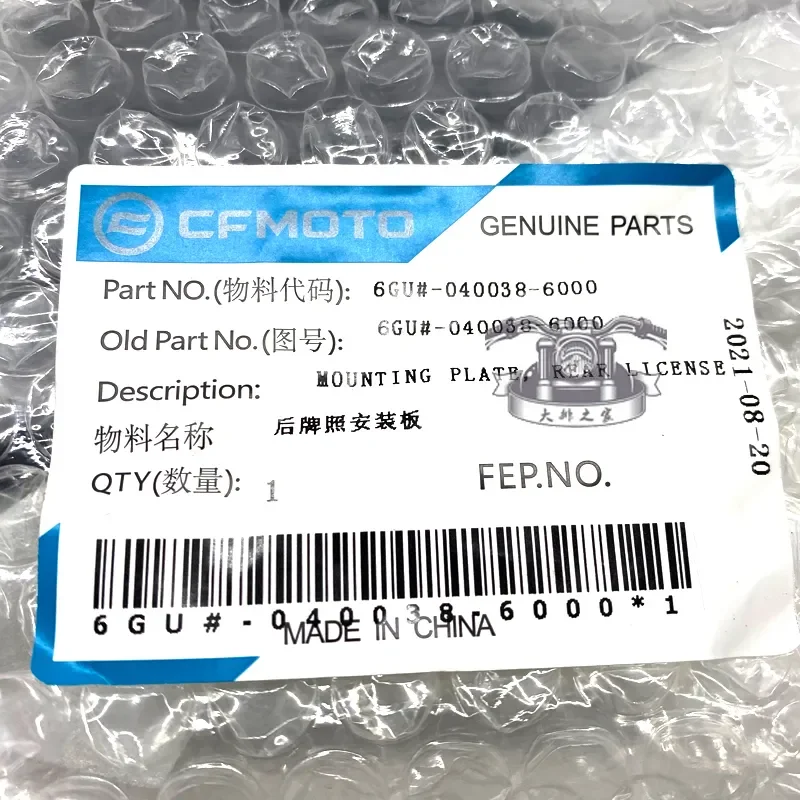 CFMOTO GENUINE PARTS
Part NO.(物料代码): 6GU#-040038-6000
Old Part No.(图号): 6GU#-040038-6000
Description: MOUNTING PLATE, REAR LICENSE
物料名称 后牌照安装板
QTY(数量): 1 FEP.NO.
2021-08-20
大排之家
6GU#-040038-6000*1
MADE IN CHINA